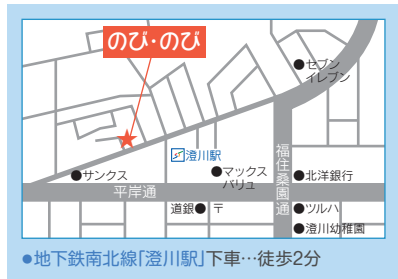 のび・のび
●セブン
イレブン
澄川駅
●サンクス
●マックス
バリュ
福住桑園通
●北洋銀行
平岸通
道銀●
〒
●ツルハ
●澄川幼稚園
●地下鉄南北線「澄川駅」下車…徒歩2分